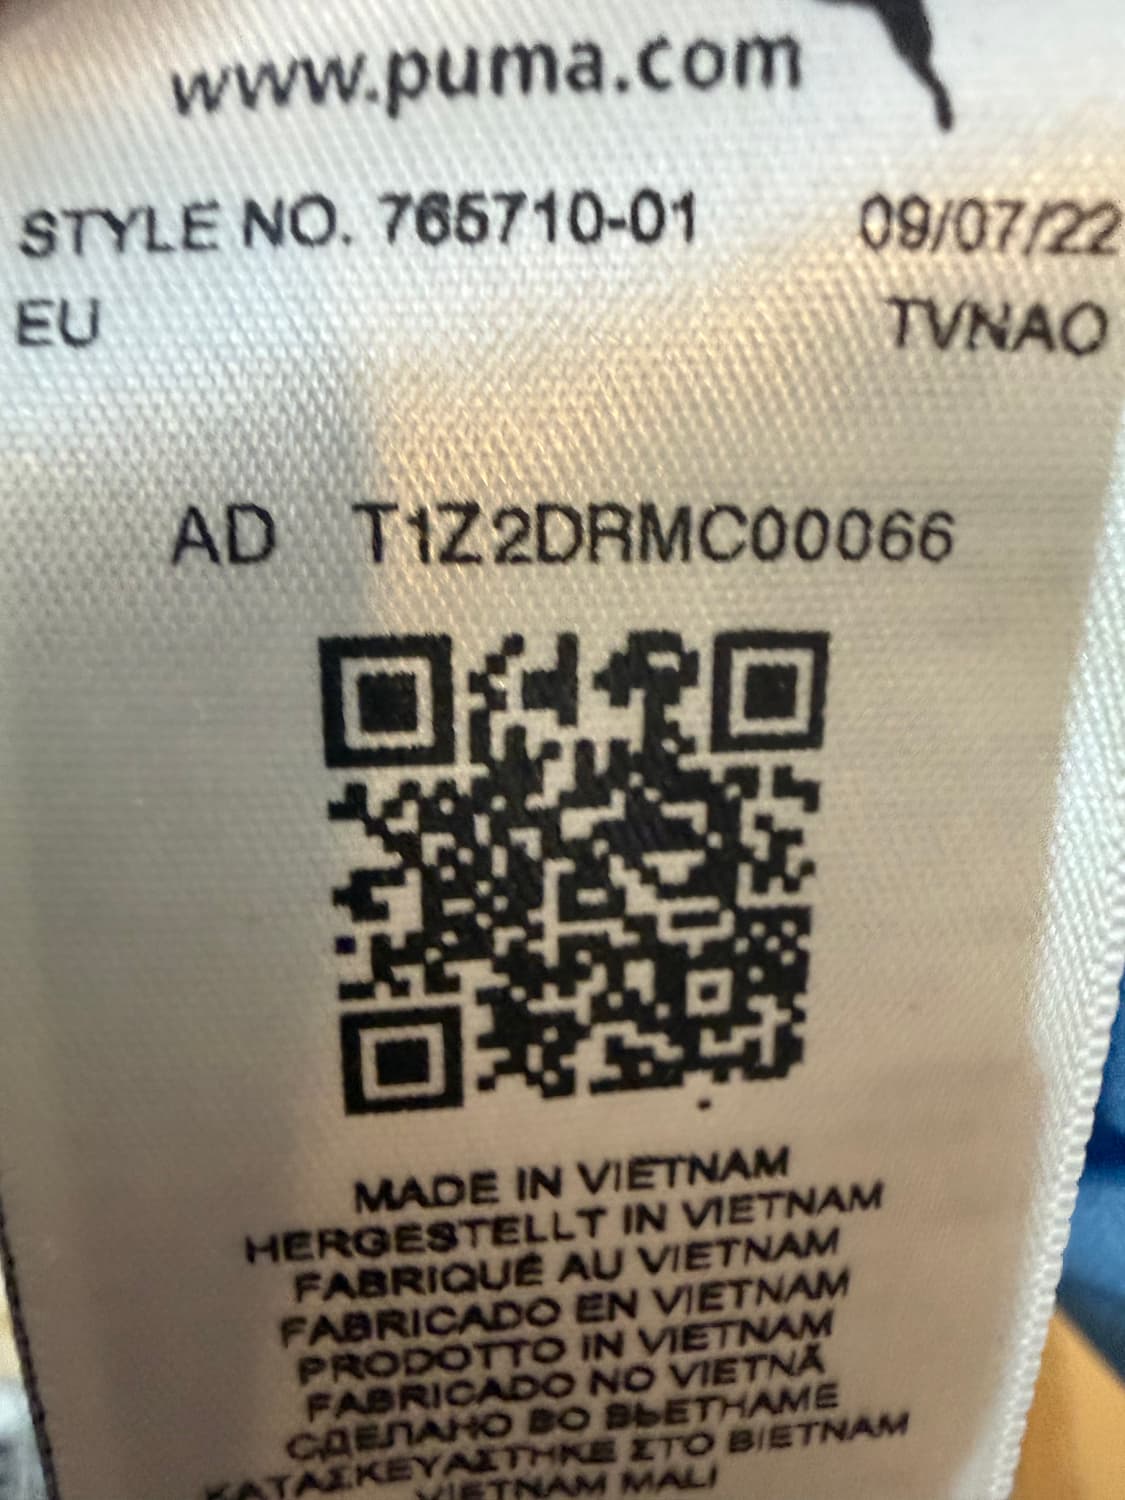 www.puma.com
STYLE NO. 765710-01 09/07/22
EU TVNAO
AD T1Z2DRMC00066
MADE IN VIETNAM
HERGESTELLT IN VIETNAM
FABRIQUÉ AU VIETNAM
FABRICADO EN VIETNAM
PRODOTTO IN VIETNAM
FABRICADO NO VIETNÃ
СДЕЛАНО ВО ВЬЕТНАМЕ
ΚΑΤΑΣΚΕΥΑΣΤΗΚΕ ΣΤΟ ΒΙΕΤΝΑΜ
VIETNAM MALI